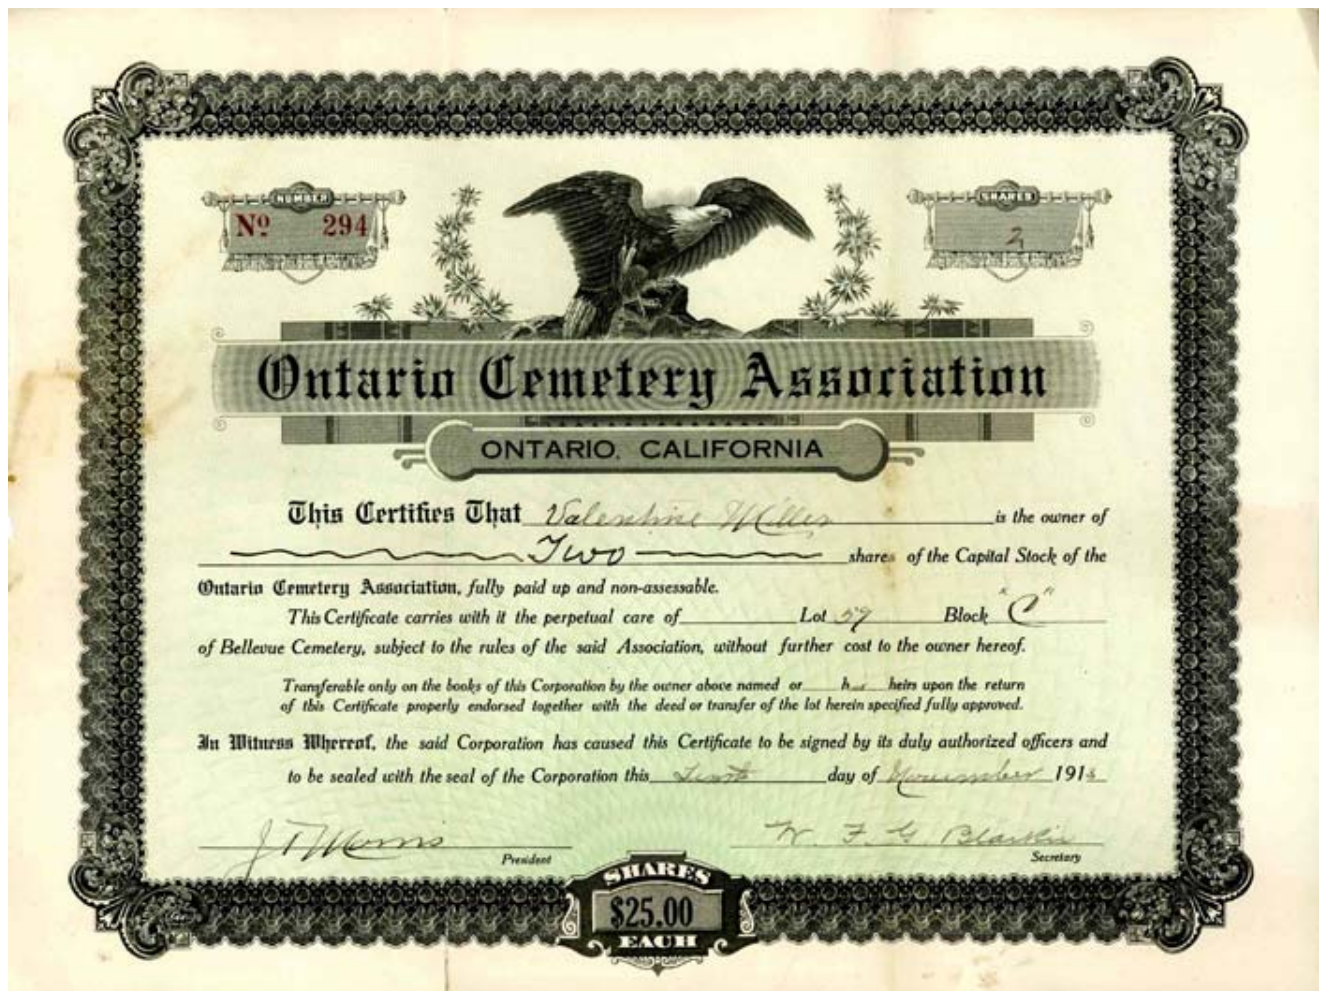 NUMBER
Nº 294
SHARES
2
Ontario Cemetery Association
ONTARIO, CALIFORNIA
This Certifies That Valentine Miller is the owner of
Two shares of the Capital Stock of the
Ontario Cemetery Association, fully paid up and non-assessable.
This Certificate carries with it the perpetual care of Lot 59 Block "C"
of Bellevue Cemetery, subject to the rules of the said Association, without further cost to the owner hereof.
Transferable only on the books of this Corporation by the owner above named or heirs upon the return
of this Certificate properly endorsed together with the deed or transfer of the lot herein specified fully approved.
In Witness Whereof, the said Corporation has caused this Certificate to be signed by its duly authorized officers and
to be sealed with the seal of the Corporation this day of November 191
President
W. F. G.
Secretary
SHARES
$25.00
EACH